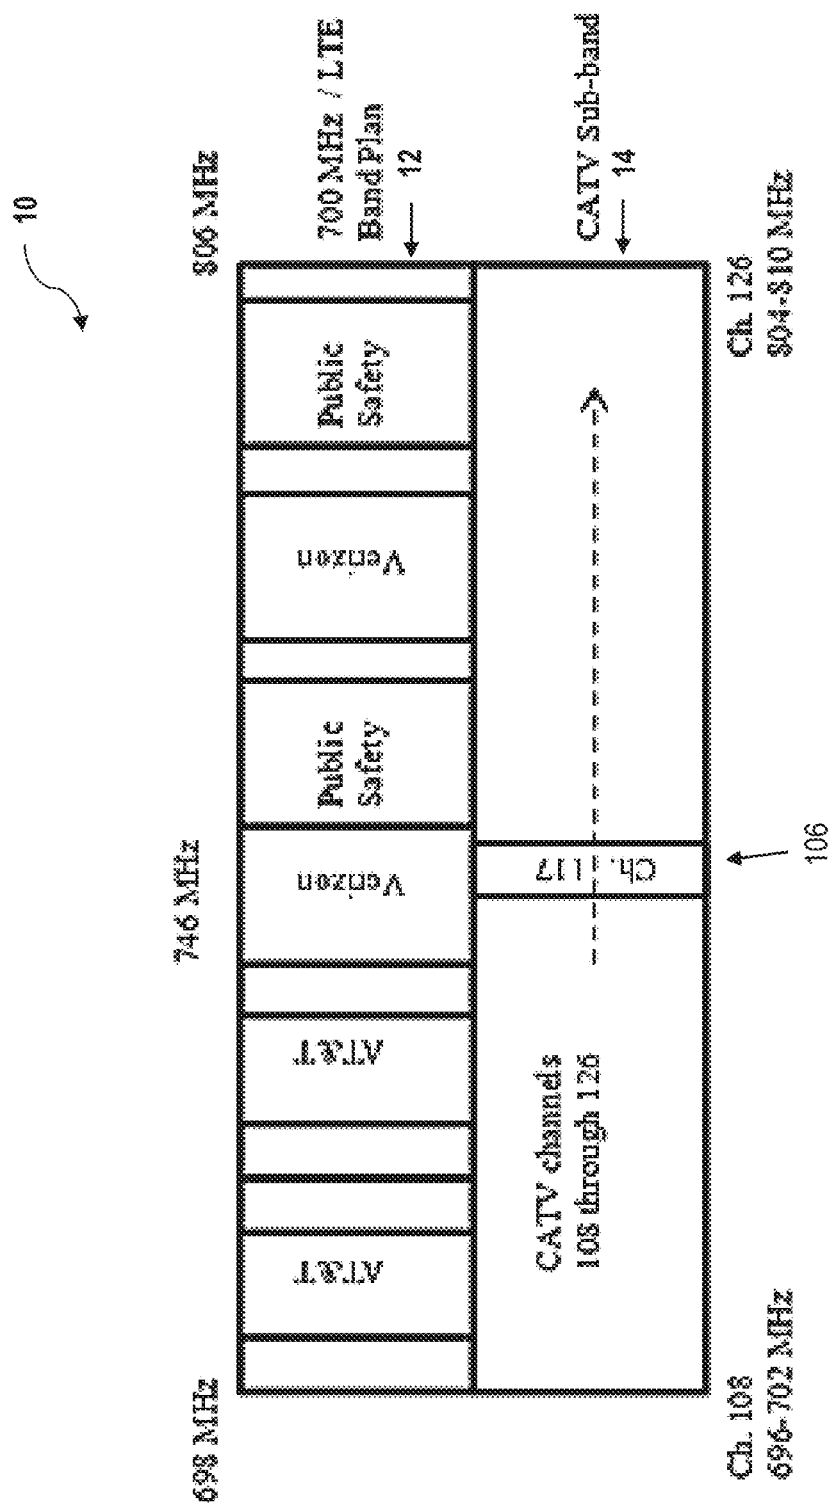 10
698 MHz
746 MHz
806 MHz
AT&T
AT&T
Verizon
Public
Safety
Verizon
Public
Safety
700 MHz / LTE
Band Plan
12
CATV channels
108 through 126
Ch. 117
CATV Sub-band
14
Ch. 108
696-702 MHz
106
Ch. 126
804-810 MHz